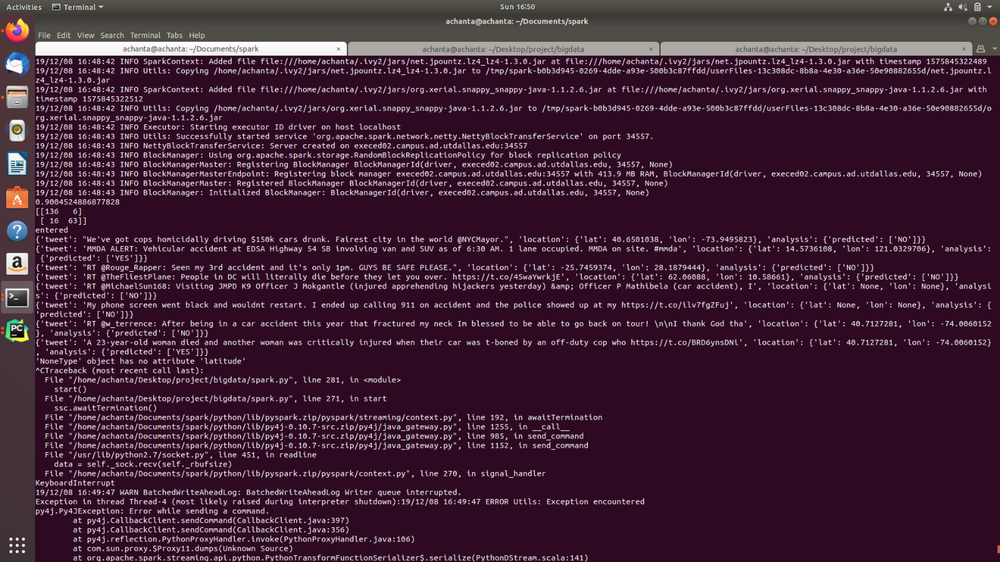 Activities Terminal Sun 16:50
achanta@achanta: ~/Documents/spark
File Edit View Search Terminal Tabs Help
achanta@achanta: ~/Documents/spark × achanta@achanta: ~/Desktop/project/bigdata × achanta@achanta: ~/Desktop/project/bigdata ×
19/12/08 16:48:42 INFO SparkContext: Added file file:///home/achanta/.ivy2/jars/net.jpountz.lz4_lz4-1.3.0.jar at file:///home/achanta/.ivy2/jars/net.jpountz.lz4_lz4-1.3.0.jar with timestamp 1575845322489
19/12/08 16:48:42 INFO Utils: Copying /home/achanta/.ivy2/jars/net.jpountz.lz4_lz4-1.3.0.jar to /tmp/spark-b0b3d945-0269-4dde-a93e-500b3c87ffdd/userFiles-13c308dc-8b8a-4e30-a36e-50e90882655d/net.jpountz.l
z4_lz4-1.3.0.jar
19/12/08 16:48:42 INFO SparkContext: Added file file:///home/achanta/.ivy2/jars/org.xerial.snappy_snappy-java-1.1.2.6.jar at file:///home/achanta/.ivy2/jars/org.xerial.snappy_snappy-java-1.1.2.6.jar with
timestamp 1575845322512
19/12/08 16:48:42 INFO Utils: Copying /home/achanta/.ivy2/jars/org.xerial.snappy_snappy-java-1.1.2.6.jar to /tmp/spark-b0b3d945-0269-4dde-a93e-500b3c87ffdd/userFiles-13c308dc-8b8a-4e30-a36e-50e90882655d/o
rg.xerial.snappy_snappy-java-1.1.2.6.jar
19/12/08 16:48:42 INFO Executor: Starting executor ID driver on host localhost
19/12/08 16:48:43 INFO Utils: Successfully started service 'org.apache.spark.network.netty.NettyBlockTransferService' on port 34557.
19/12/08 16:48:43 INFO NettyBlockTransferService: Server created on execed02.campus.ad.utdallas.edu:34557
19/12/08 16:48:43 INFO BlockManager: Using org.apache.spark.storage.RandomBlockReplicationPolicy for block replication policy
19/12/08 16:48:43 INFO BlockManagerMaster: Registering BlockManager BlockManagerId(driver, execed02.campus.ad.utdallas.edu, 34557, None)
19/12/08 16:48:43 INFO BlockManagerMasterEndpoint: Registering block manager execed02.campus.ad.utdallas.edu:34557 with 413.9 MB RAM, BlockManagerId(driver, execed02.campus.ad.utdallas.edu, 34557, None)
19/12/08 16:48:43 INFO BlockManagerMaster: Registered BlockManager BlockManagerId(driver, execed02.campus.ad.utdallas.edu, 34557, None)
19/12/08 16:48:43 INFO BlockManager: Initialized BlockManager: BlockManagerId(driver, execed02.campus.ad.utdallas.edu, 34557, None)
0.9004524886877828
[[136   6]
 [ 16  63]]
entered
{'tweet': "We've got cops homicidally driving $150k cars drunk. Fairest city in the world @NYCMayor.", 'location': {'lat': 40.6501038, 'lon': -73.9495823}, 'analysis': {'predicted': ['NO']}}
{'tweet': 'MMDA ALERT: Vehicular accident at EDSA Highway 54 SB involving van and SUV as of 6:30 AM. 1 lane occupied. MMDA on site. #mmda', 'location': {'lat': 14.5736108, 'lon': 121.0329706}, 'analysis':
 {'predicted': ['YES']}}
{'tweet': "RT @Rouge_Rapper: Seen my 3rd accident and it's only 1pm. GUYS BE SAFE PLEASE.", 'location': {'lat': -25.7459374, 'lon': 28.1879444}, 'analysis': {'predicted': ['NO']}}
{'tweet': 'RT @TheFliestPlane: People in DC will literally die before they let you over. https://t.co/4SwaYwrkjE', 'location': {'lat': 62.06088, 'lon': 10.58661}, 'analysis': {'predicted': ['NO']}}
{'tweet': 'RT @MichaelSun168: Visiting JMPD K9 Officer J Mokgantle (injured apprehending hijackers yesterday) &amp; Officer P Mathibela (car accident), I', 'location': {'lat': None, 'lon': None}, 'analysi
s': {'predicted': ['NO']}}
{'tweet': 'My phone screen went black and wouldnt restart. I ended up calling 911 on accident and the police showed up at my https://t.co/ilv7fgZFuj', 'location': {'lat': None, 'lon': None}, 'analysis': {
'predicted': ['NO']}}
{'tweet': 'RT @w_terrence: After being in a car accident this year that fractured my neck Im blessed to be able to go back on tour! \n\nI thank God tha', 'location': {'lat': 40.7127281, 'lon': -74.0060152
}, 'analysis': {'predicted': ['NO']}}
{'tweet': 'A 23-year-old woman died and another woman was critically injured when their car was t-boned by an off-duty cop who https://t.co/BRD6ynsDNi', 'location': {'lat': 40.7127281, 'lon': -74.0060152}
, 'analysis': {'predicted': ['YES']}}
'NoneType' object has no attribute 'latitude'
^CTraceback (most recent call last):
  File "/home/achanta/Desktop/project/bigdata/spark.py", line 281, in <module>
    start()
  File "/home/achanta/Desktop/project/bigdata/spark.py", line 271, in start
    ssc.awaitTermination()
  File "/home/achanta/Documents/spark/python/lib/pyspark.zip/pyspark/streaming/context.py", line 192, in awaitTermination
  File "/home/achanta/Documents/spark/python/lib/py4j-0.10.7-src.zip/py4j/java_gateway.py", line 1255, in __call__
  File "/home/achanta/Documents/spark/python/lib/py4j-0.10.7-src.zip/py4j/java_gateway.py", line 985, in send_command
  File "/home/achanta/Documents/spark/python/lib/py4j-0.10.7-src.zip/py4j/java_gateway.py", line 1152, in send_command
  File "/usr/lib/python2.7/socket.py", line 451, in readline
    data = self._sock.recv(self._rbufsize)
  File "/home/achanta/Documents/spark/python/lib/pyspark.zip/pyspark/context.py", line 270, in signal_handler
KeyboardInterrupt
19/12/08 16:49:47 WARN BatchedWriteAheadLog: BatchedWriteAheadLog Writer queue interrupted.
Exception in thread Thread-4 (most likely raised during interpreter shutdown):19/12/08 16:49:47 ERROR Utils: Exception encountered
py4j.Py4JException: Error while sending a command.
        at py4j.CallbackClient.sendCommand(CallbackClient.java:397)
        at py4j.CallbackClient.sendCommand(CallbackClient.java:356)
        at py4j.reflection.PythonProxyHandler.invoke(PythonProxyHandler.java:106)
        at com.sun.proxy.$Proxy11.dumps(Unknown Source)
        at org.apache.spark.streaming.api.python.PythonTransformFunctionSerializer$.serialize(PythonDStream.scala:141)